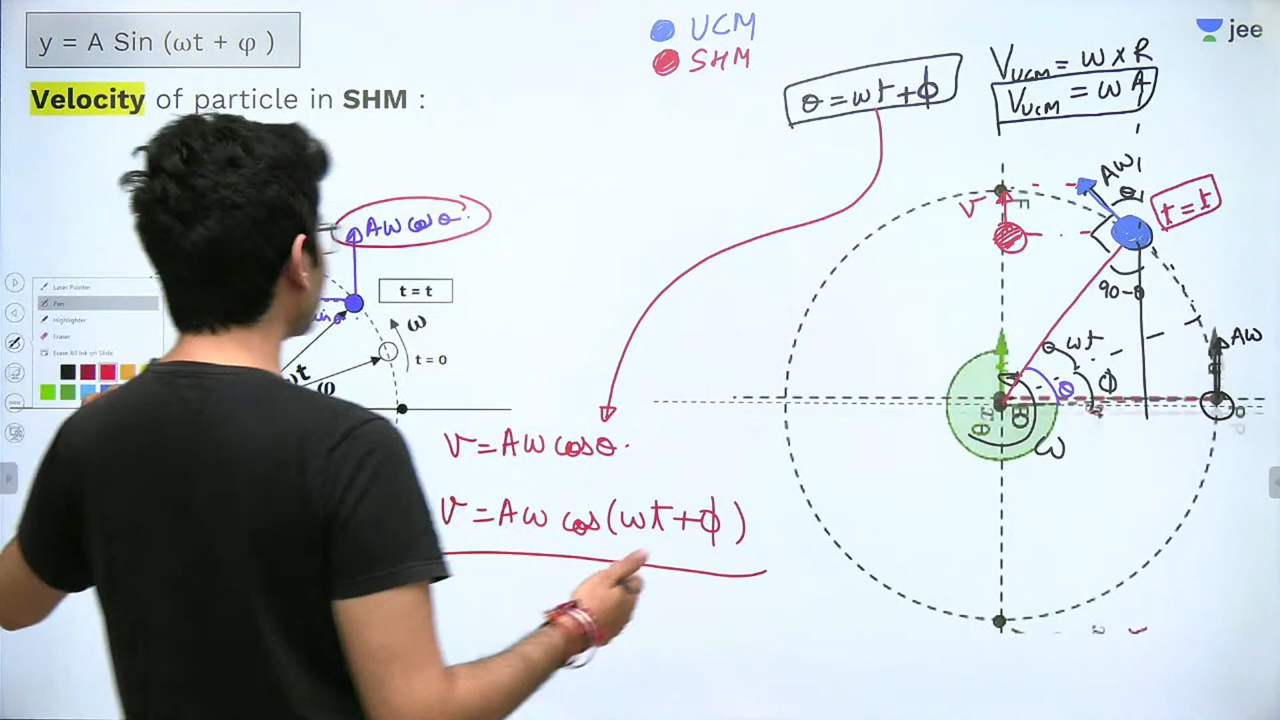 y = A Sin (ωt + φ )
Velocity of particle in SHM :
UCM
SHM
jee
θ = ωt + ϕ
V_UCM = ω × R
V_UCM = ω A
Aω
θ
t = t
V
90-θ
ωt
θ
ϕ
Aω
ω
Aω cos θ
t = t
ω
t = 0
ωt
φ
Laser Pointer
Pen
Highlighter
Eraser
Erase All Ink on Slide
V = Aω cos θ.
V = Aω cos (ωt + ϕ)